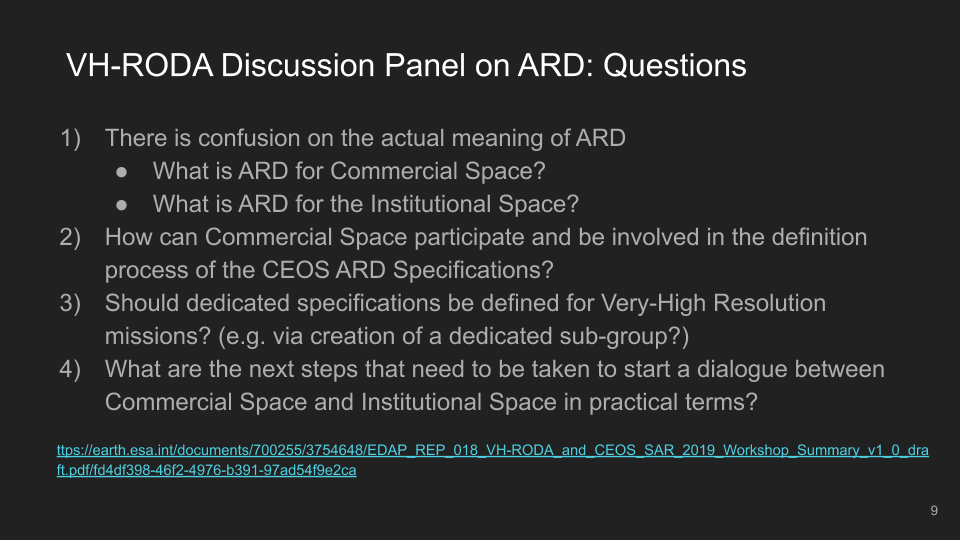 VH-RODA Discussion Panel on ARD: Questions
1) There is confusion on the actual meaning of ARD
● What is ARD for Commercial Space?
● What is ARD for the Institutional Space?
2) How can Commercial Space participate and be involved in the definition
process of the CEOS ARD Specifications?
3) Should dedicated specifications be defined for Very-High Resolution
missions? (e.g. via creation of a dedicated sub-group?)
4) What are the next steps that need to be taken to start a dialogue between
Commercial Space and Institutional Space in practical terms?
ttps://earth.esa.int/documents/700255/3754648/EDAP_REP_018_VH-RODA_and_CEOS_SAR_2019_Workshop_Summary_v1_0_dra
ft.pdf/fd4df398-46f2-4976-b391-97ad54f9e2ca
9